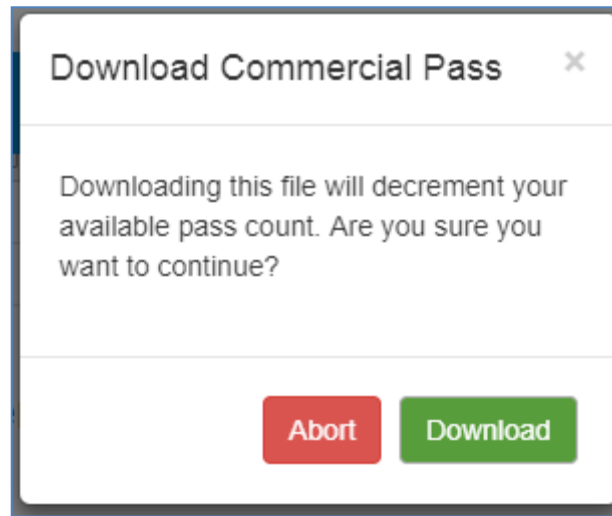 Download Commercial Pass ×
Downloading this file will decrement your
available pass count. Are you sure you
want to continue?
Abort Download